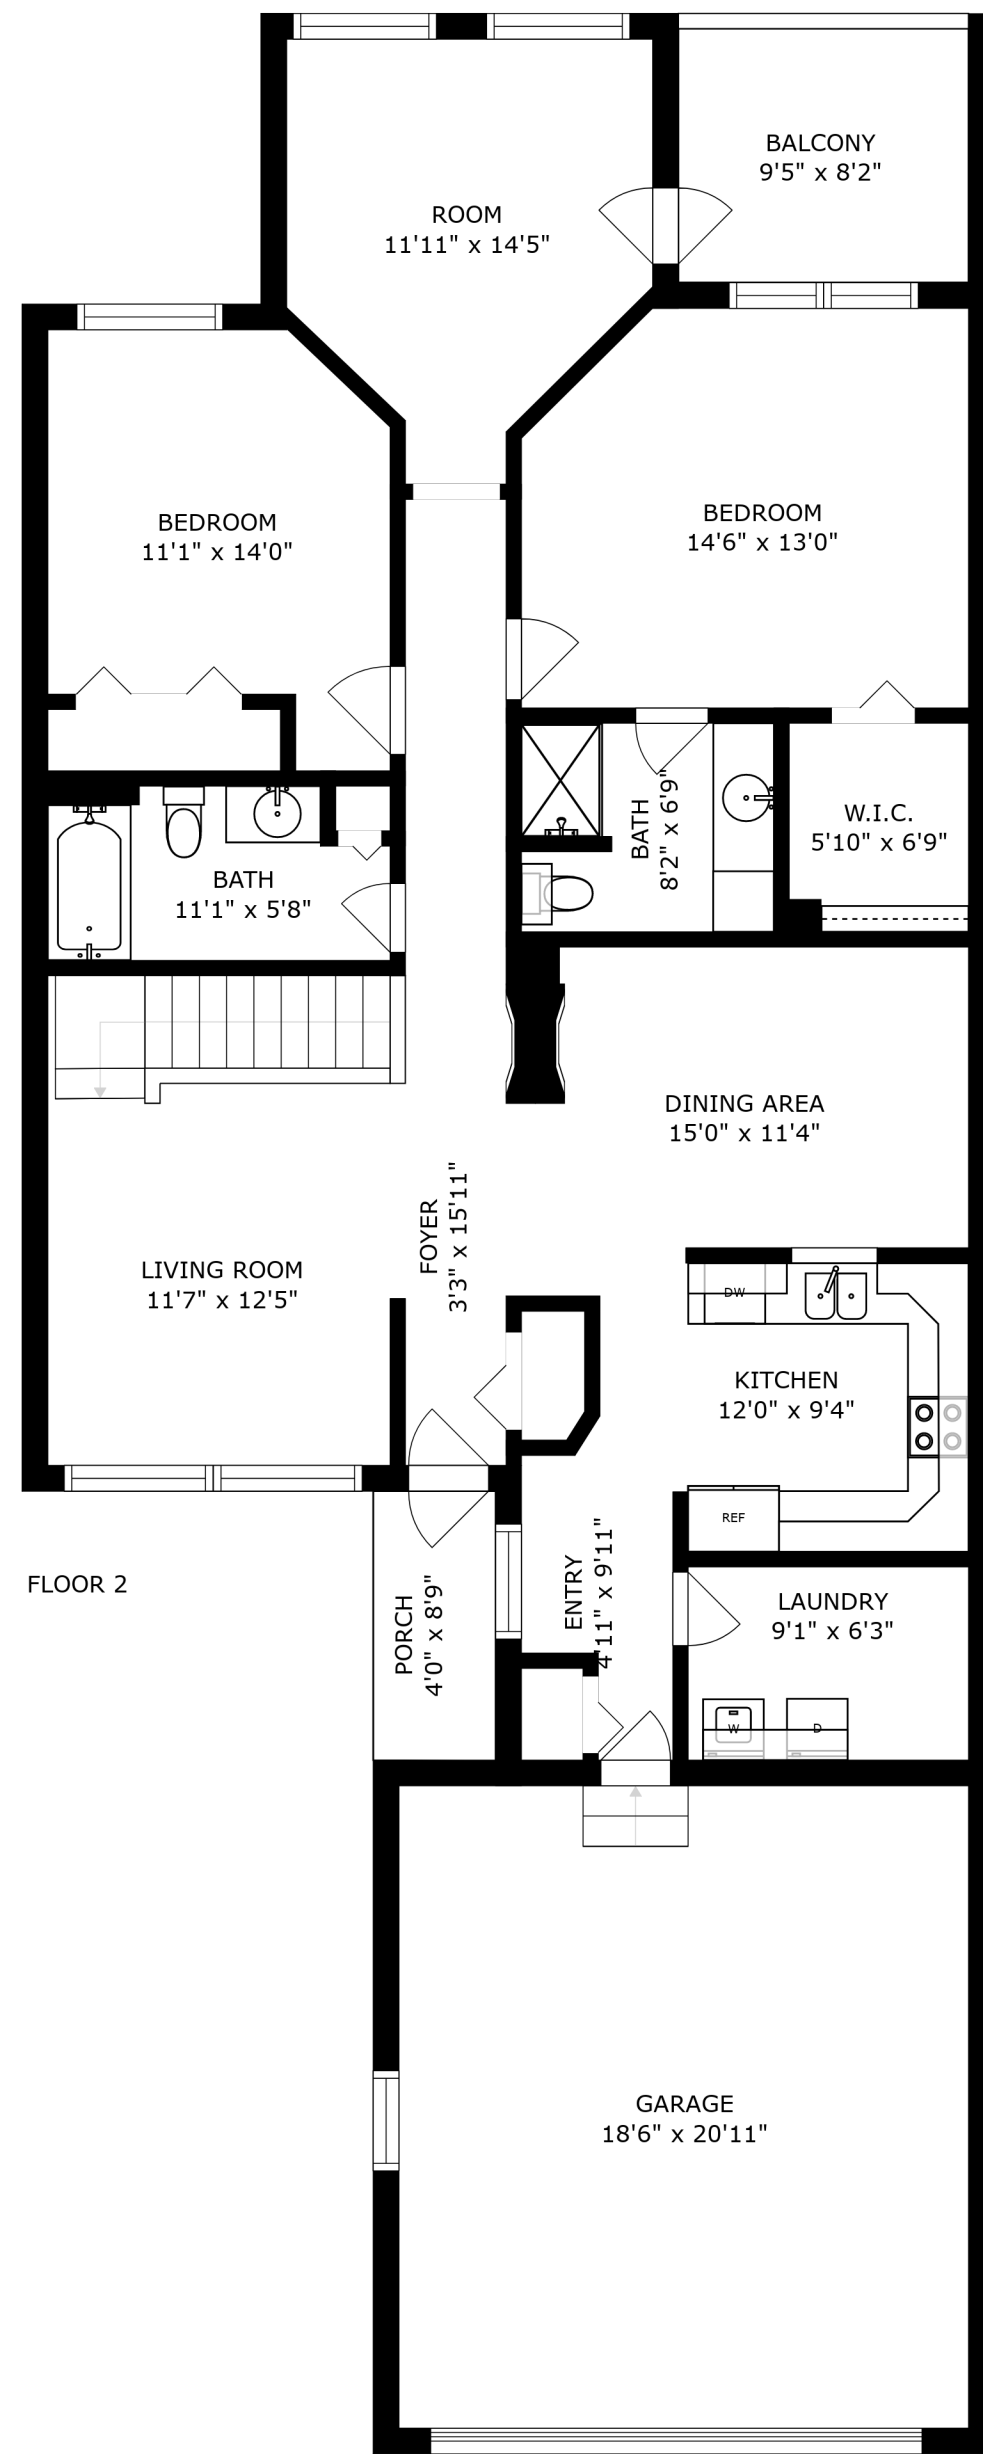 BALCONY
9'5" x 8'2"
ROOM
11'11" x 14'5"
BEDROOM
11'1" x 14'0"
BEDROOM
14'6" x 13'0"
BATH
8'2" x 6'9"
W.I.C.
5'10" x 6'9"
BATH
11'1" x 5'8"
DINING AREA
15'0" x 11'4"
FOYER
3'3" x 15'11"
LIVING ROOM
11'7" x 12'5"
DW
KITCHEN
12'0" x 9'4"
REF
FLOOR 2
PORCH
4'0" x 8'9"
ENTRY
4'11" x 9'11"
LAUNDRY
9'1" x 6'3"
W
D
GARAGE
18'6" x 20'11"